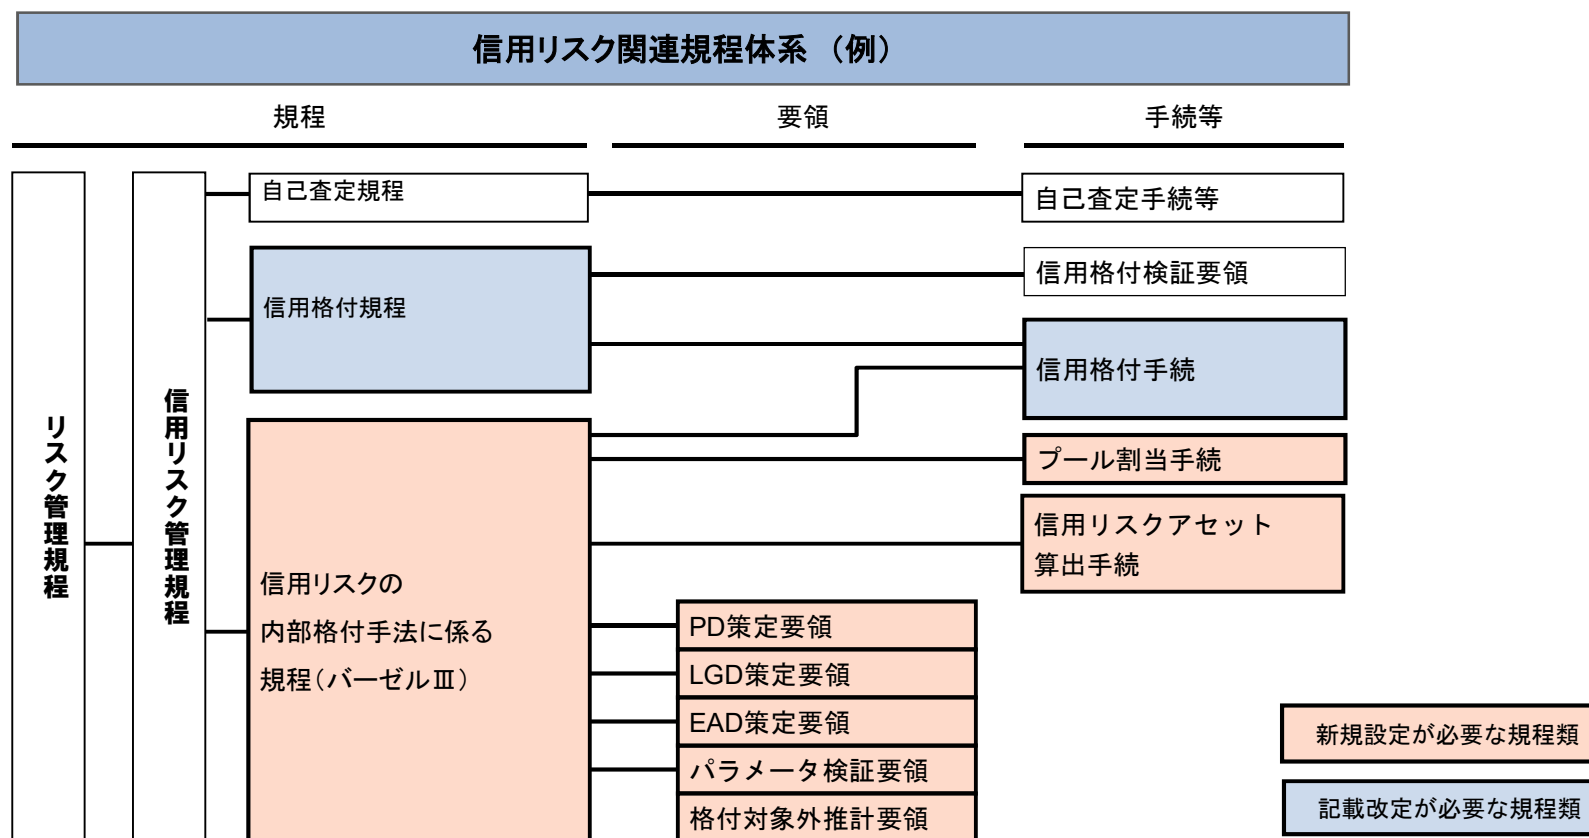 信用リスク関連規程体系 （例）
規程
要領
手続等
リスク管理規程
信用リスク管理規程
自己査定規程
自己査定手続等
信用格付規程
信用格付検証要領
信用格付手続
プール割当手続
信用リスクアセット
算出手続
信用リスクの
内部格付手法に係る
規程（バーゼルⅢ）
PD策定要領
LGD策定要領
EAD策定要領
パラメータ検証要領
格付対象外推計要領
新規設定が必要な規程類
記載改定が必要な規程類